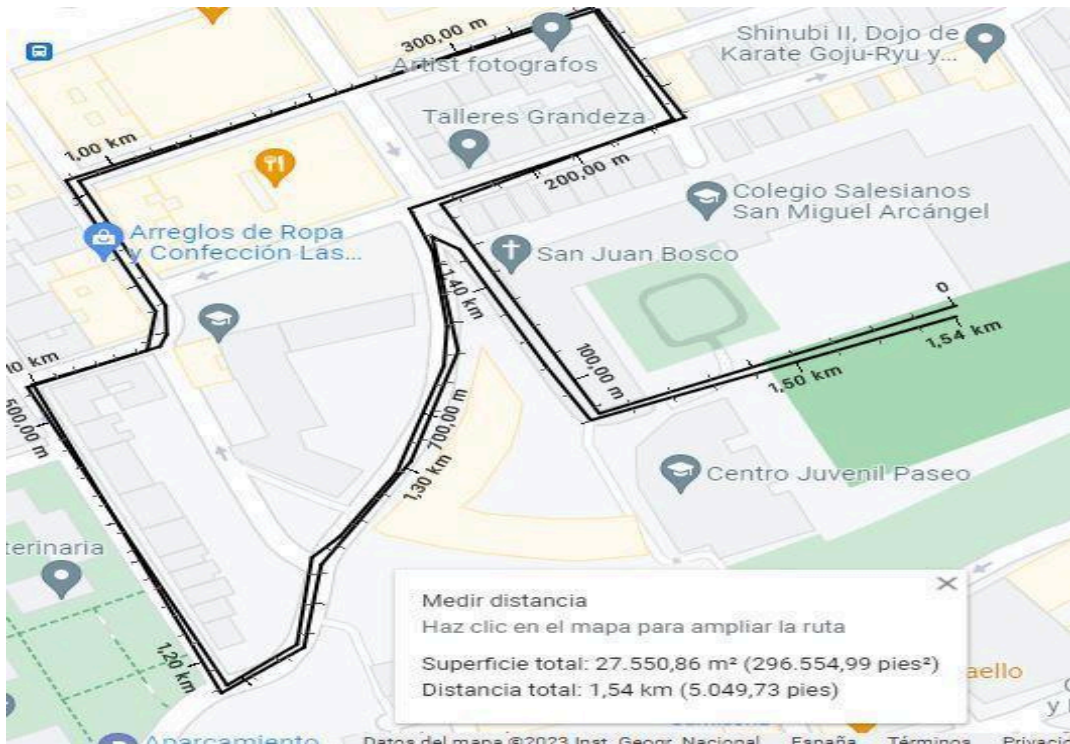 300,00 m
Artist fotografos
Shinubi II, Dojo de
Karate Goju-Ryu y...
Talleres Grandeza
1,00 km
200,00 m
Colegio Salesianos
San Miguel Arcángel
Arreglos de Ropa
y Confección Las...
San Juan Bosco
1,40 km
0
1,54 km
100,00 m
1,50 km
10 km
500,00 m
700,00 m
1,30 km
Centro Juvenil Paseo
terinaria
1,20 km
Medir distancia
Haz clic en el mapa para ampliar la ruta
Superficie total: 27.550,86 m² (296.554,99 pies²)
Distancia total: 1,54 km (5.049,73 pies)
aello
y
Aparcamiento
Datos del mapa ©2023 Inst. Geogr. Nacional España Términos Privacid